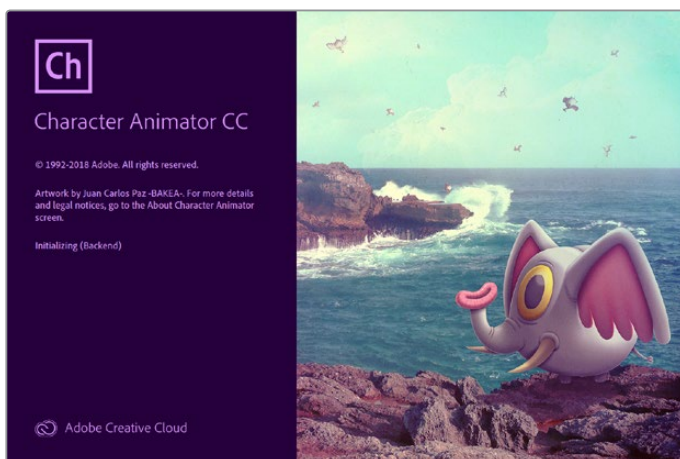 Ch
Character Animator CC
© 1992-2018 Adobe. All rights reserved.
Artwork by Juan Carlos Paz -BAKEA-. For more details
and legal notices, go to the About Character Animator
screen.
Initializing (Backend)
Adobe Creative Cloud